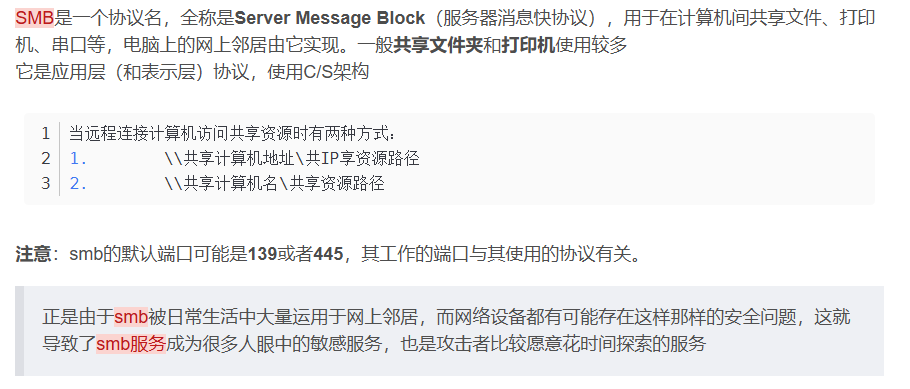 SMB是一个协议名，全称是Server Message Block（服务器消息快协议），用于在计算机间共享文件、打印
机、串口等，电脑上的网上邻居由它实现。一般共享文件夹和打印机使用较多
它是应用层（和表示层）协议，使用C/S架构
1 当远程连接计算机访问共享资源时有两种方式：
2 1. \\共享计算机地址\共IP享资源路径
3 2. \\共享计算机名\共享资源路径
注意：smb的默认端口可能是139或者445，其工作的端口与其使用的协议有关。
正是由于smb被日常生活中大量运用于网上邻居，而网络设备都有可能存在这样那样的安全问题，这就
导致了smb服务成为很多人眼中的敏感服务，也是攻击者比较愿意花时间探索的服务